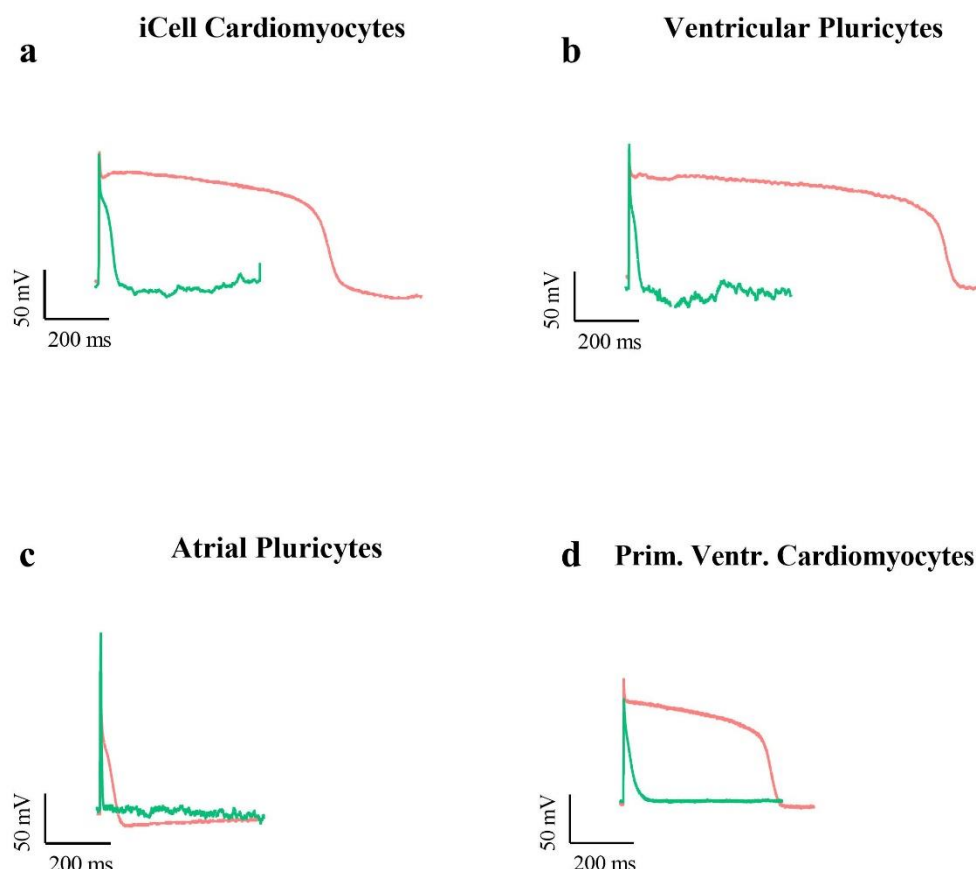 iCell Cardiomyocytes
Ventricular Pluricytes
a
b
50 mV
200 ms
50 mV
200 ms
Atrial Pluricytes
Prim. Ventr. Cardiomyocytes
c
d
50 mV
200 ms
50 mV
200 ms